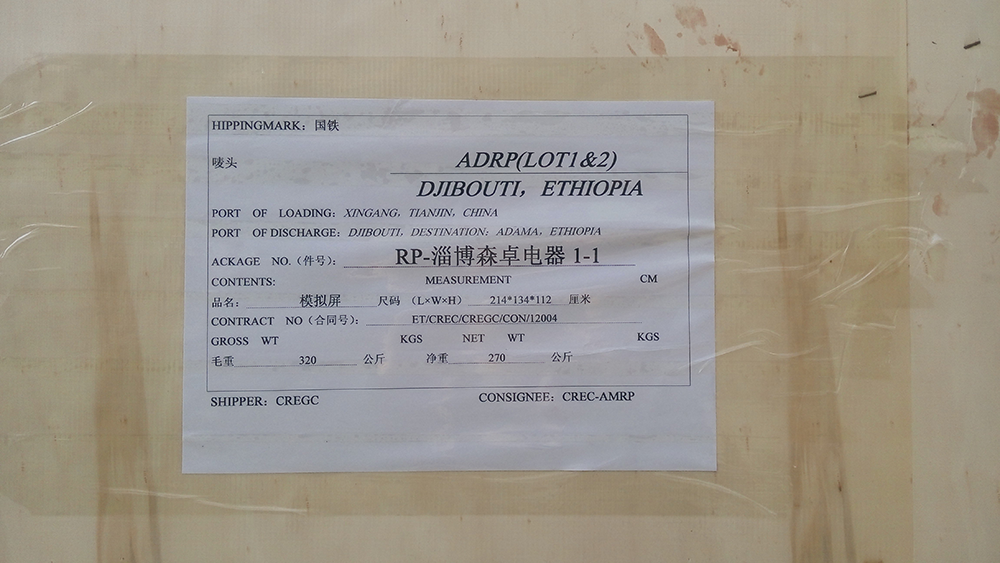 HIPPINGMARK：国铁
唛头 ADRP(LOT1&2)
DJIBOUTI，ETHIOPIA
PORT OF LOADING: XINGANG，TIANJIN，CHINA
PORT OF DISCHARGE: DJIBOUTI，DESTINATION: ADAMA，ETHIOPIA
ACKAGE NO.（件号）: RP-淄博森卓电器 1-1
CONTENTS: MEASUREMENT CM
品名: 模拟屏 尺码 （L×W×H） 214*134*112 厘米
CONTRACT NO（合同号）: ET/CREC/CREGC/CON/12004
GROSS WT KGS NET WT KGS
毛重 320 公斤 净重 270 公斤
SHIPPER: CREGC CONSIGNEE: CREC-AMRP